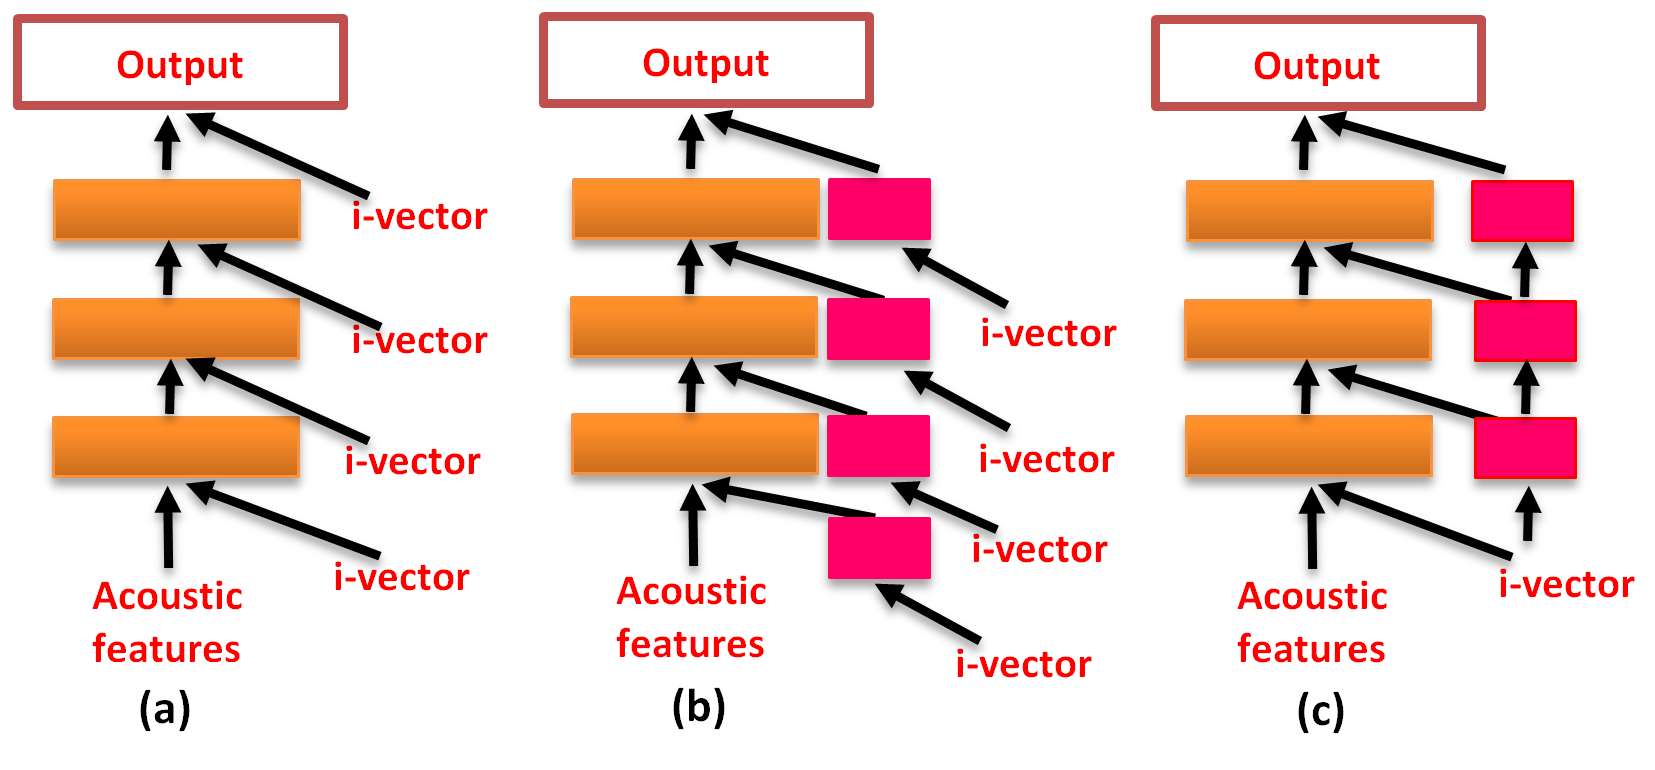 Output
i-vector
i-vector
i-vector
i-vector
Acoustic
features
(a)
Output
i-vector
i-vector
i-vector
Acoustic
features
i-vector
(b)
Output
i-vector
Acoustic
features
(c)